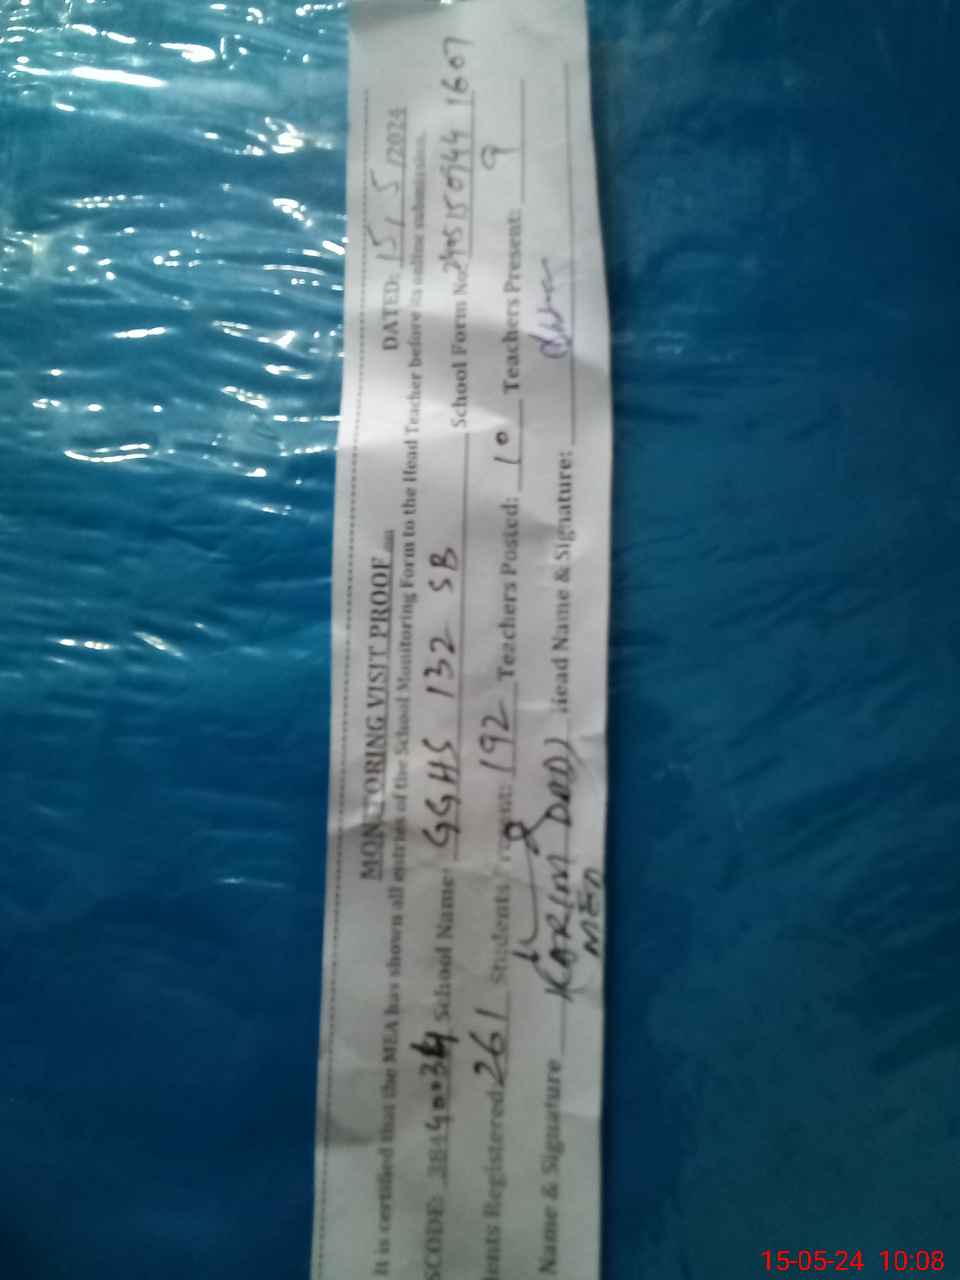 MONITORING VISIT PROOF DATED: 15/5/2024
It is certified that the MEA has shown all entries of the School Monitoring Form to the Head Teacher before its online submission.
SCODE: 384 School Name: GGHS 132 SB School Form No. 1607
ents Registered: 261 Students Present: 192 Teachers Posted: 10 Teachers Present: 9
Name & Signature KARIM DAD Head Name & Signature:
MEA
15-05-24 10:08